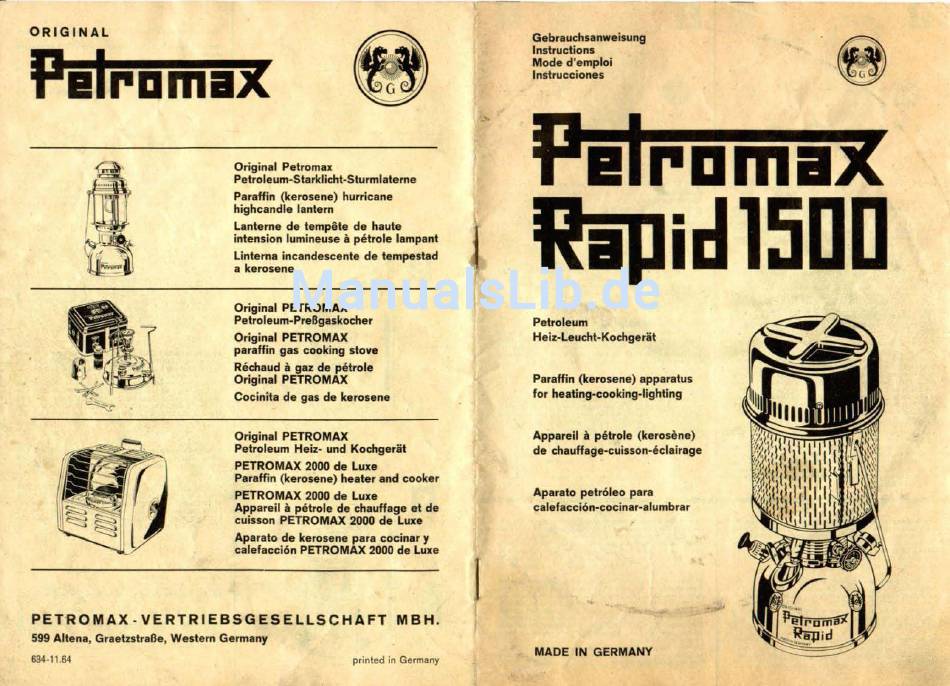 ORIGINAL
Petromax
G
Original Petromax
Petroleum-Starklicht-Sturmlaterne
Paraffin (kerosene) hurricane
highcandle lantern
Lanterne de tempête de haute
intension lumineuse à pétrole lampant
Linterna incandescente de tempestad
a kerosene
Original PETROMAX
Petroleum-Preßgaskocher
Original PETROMAX
paraffin gas cooking stove
Réchaud à gaz de pétrole
Original PETROMAX
Cocinita de gas de kerosene
Original PETROMAX
Petroleum Heiz- und Kochgerät
PETROMAX 2000 de Luxe
Paraffin (kerosene) heater and cooker
PETROMAX 2000 de Luxe
Appareil à pétrole de chauffage et de
cuisson PETROMAX 2000 de Luxe
Aparato de kerosene para cocinar y
calefacción PETROMAX 2000 de Luxe
PETROMAX-VERTRIEBSGESELLSCHAFT MBH.
599 Altena, Graetzstraße, Western Germany
634-11.64
printed in Germany
ManualsLib.de
Gebrauchsanweisung
Instructions
Mode d'emploi
Instrucciones
G
Petromax
Rapid 1500
Petroleum
Heiz-Leucht-Kochgerät
Paraffin (kerosene) apparatus
for heating-cooking-lighting
Appareil à pétrole (kerosène)
de chauffage-cuisson-éclairage
Aparato petróleo para
calefacción-cocinar-alumbrar
Petromax
Rapid
MADE IN GERMANY